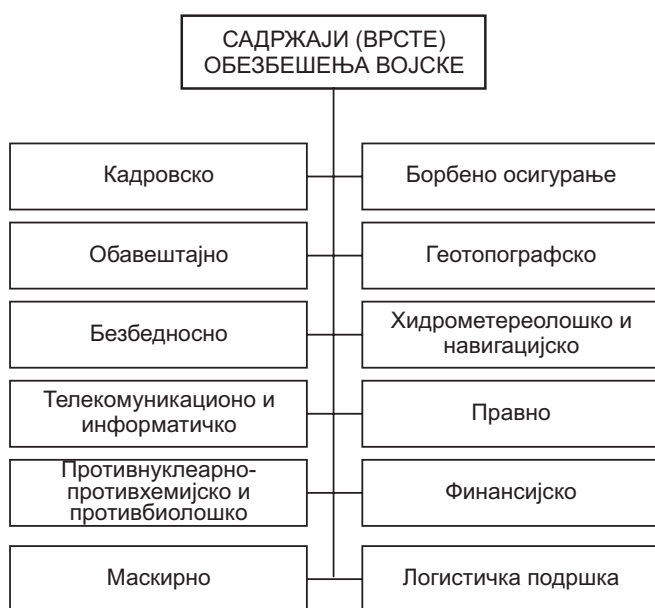 САДРЖАЈИ (ВРСТЕ)
ОБЕЗБЕШЕЊА ВОЈСКЕ
Кадровско
Борбено осигурање
Обавештајно
Геотопографско
Безбедносно
Хидрометереолошко и
навигацијско
Телекомуникационо и
информатичко
Правно
Противнуклеарно-
противхемијско и
противбиолошко
Финансијско
Маскирно
Логистичка подршка